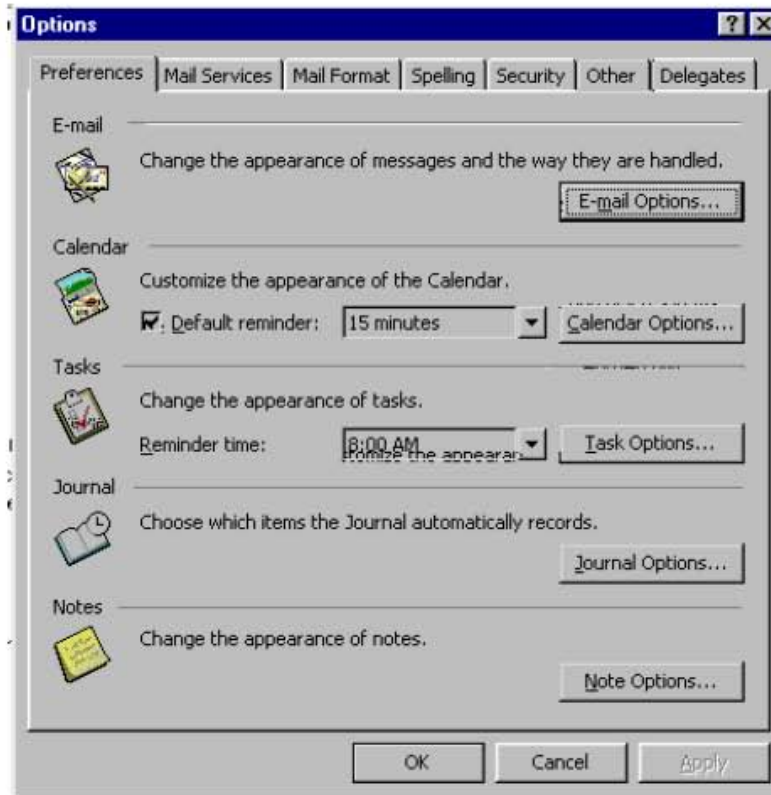 Options
Preferences Mail Services Mail Format Spelling Security Other Delegates
E-mail
Change the appearance of messages and the way they are handled.
E-mail Options...
Calendar
Customize the appearance of the Calendar.
Default reminder: 15 minutes Calendar Options...
Tasks
Change the appearance of tasks.
Reminder time: 8:00 AM Task Options...
Journal
Choose which items the Journal automatically records.
Journal Options...
Notes
Change the appearance of notes.
Note Options...
OK Cancel Apply